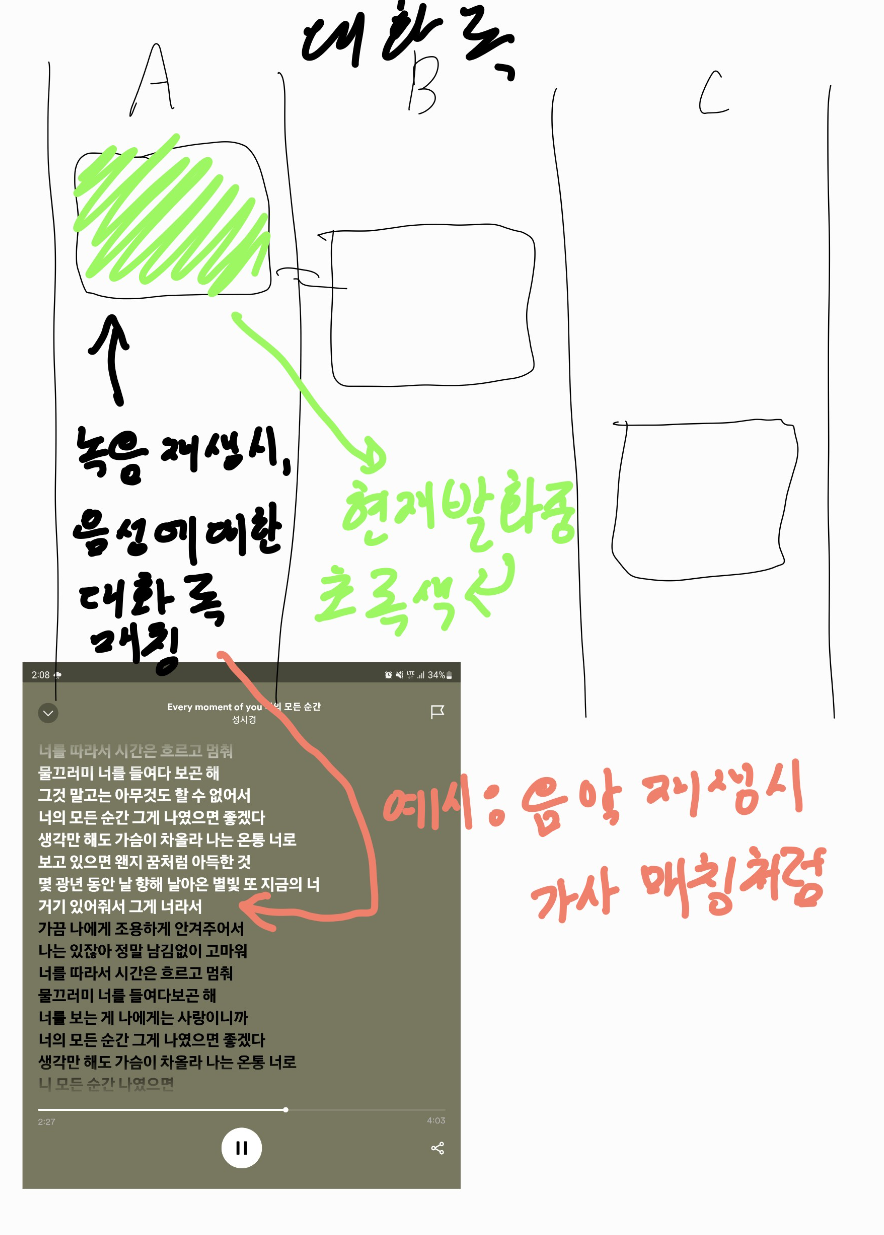 대화록
A B C
녹음 재생시,
음성에 대한
대화록
매칭
현재발화중
초록색
예시: 음악 재생시
가사 매칭처럼
2:08 LTE 34%
Every moment of you 모든 순간
성시경
너를 따라서 시간은 흐르고 멈춰
물끄러미 너를 들여다 보곤 해
그것 말고는 아무것도 할 수 없어서
너의 모든 순간 그게 나였으면 좋겠다
생각만 해도 가슴이 차올라 나는 온통 너로
보고 있으면 왠지 꿈처럼 아득한 것
몇 광년 동안 날 향해 날아온 별빛 또 지금의 너
거기 있어줘서 그게 너라서
가끔 나에게 조용하게 안겨주어서
나는 있잖아 정말 남김없이 고마워
너를 따라서 시간은 흐르고 멈춰
물끄러미 너를 들여다보곤 해
너를 보는 게 나에게는 사랑이니까
너의 모든 순간 그게 나였으면 좋겠다
생각만 해도 가슴이 차올라 나는 온통 너로
니 모든 순간 나였으면
2:27 4:03